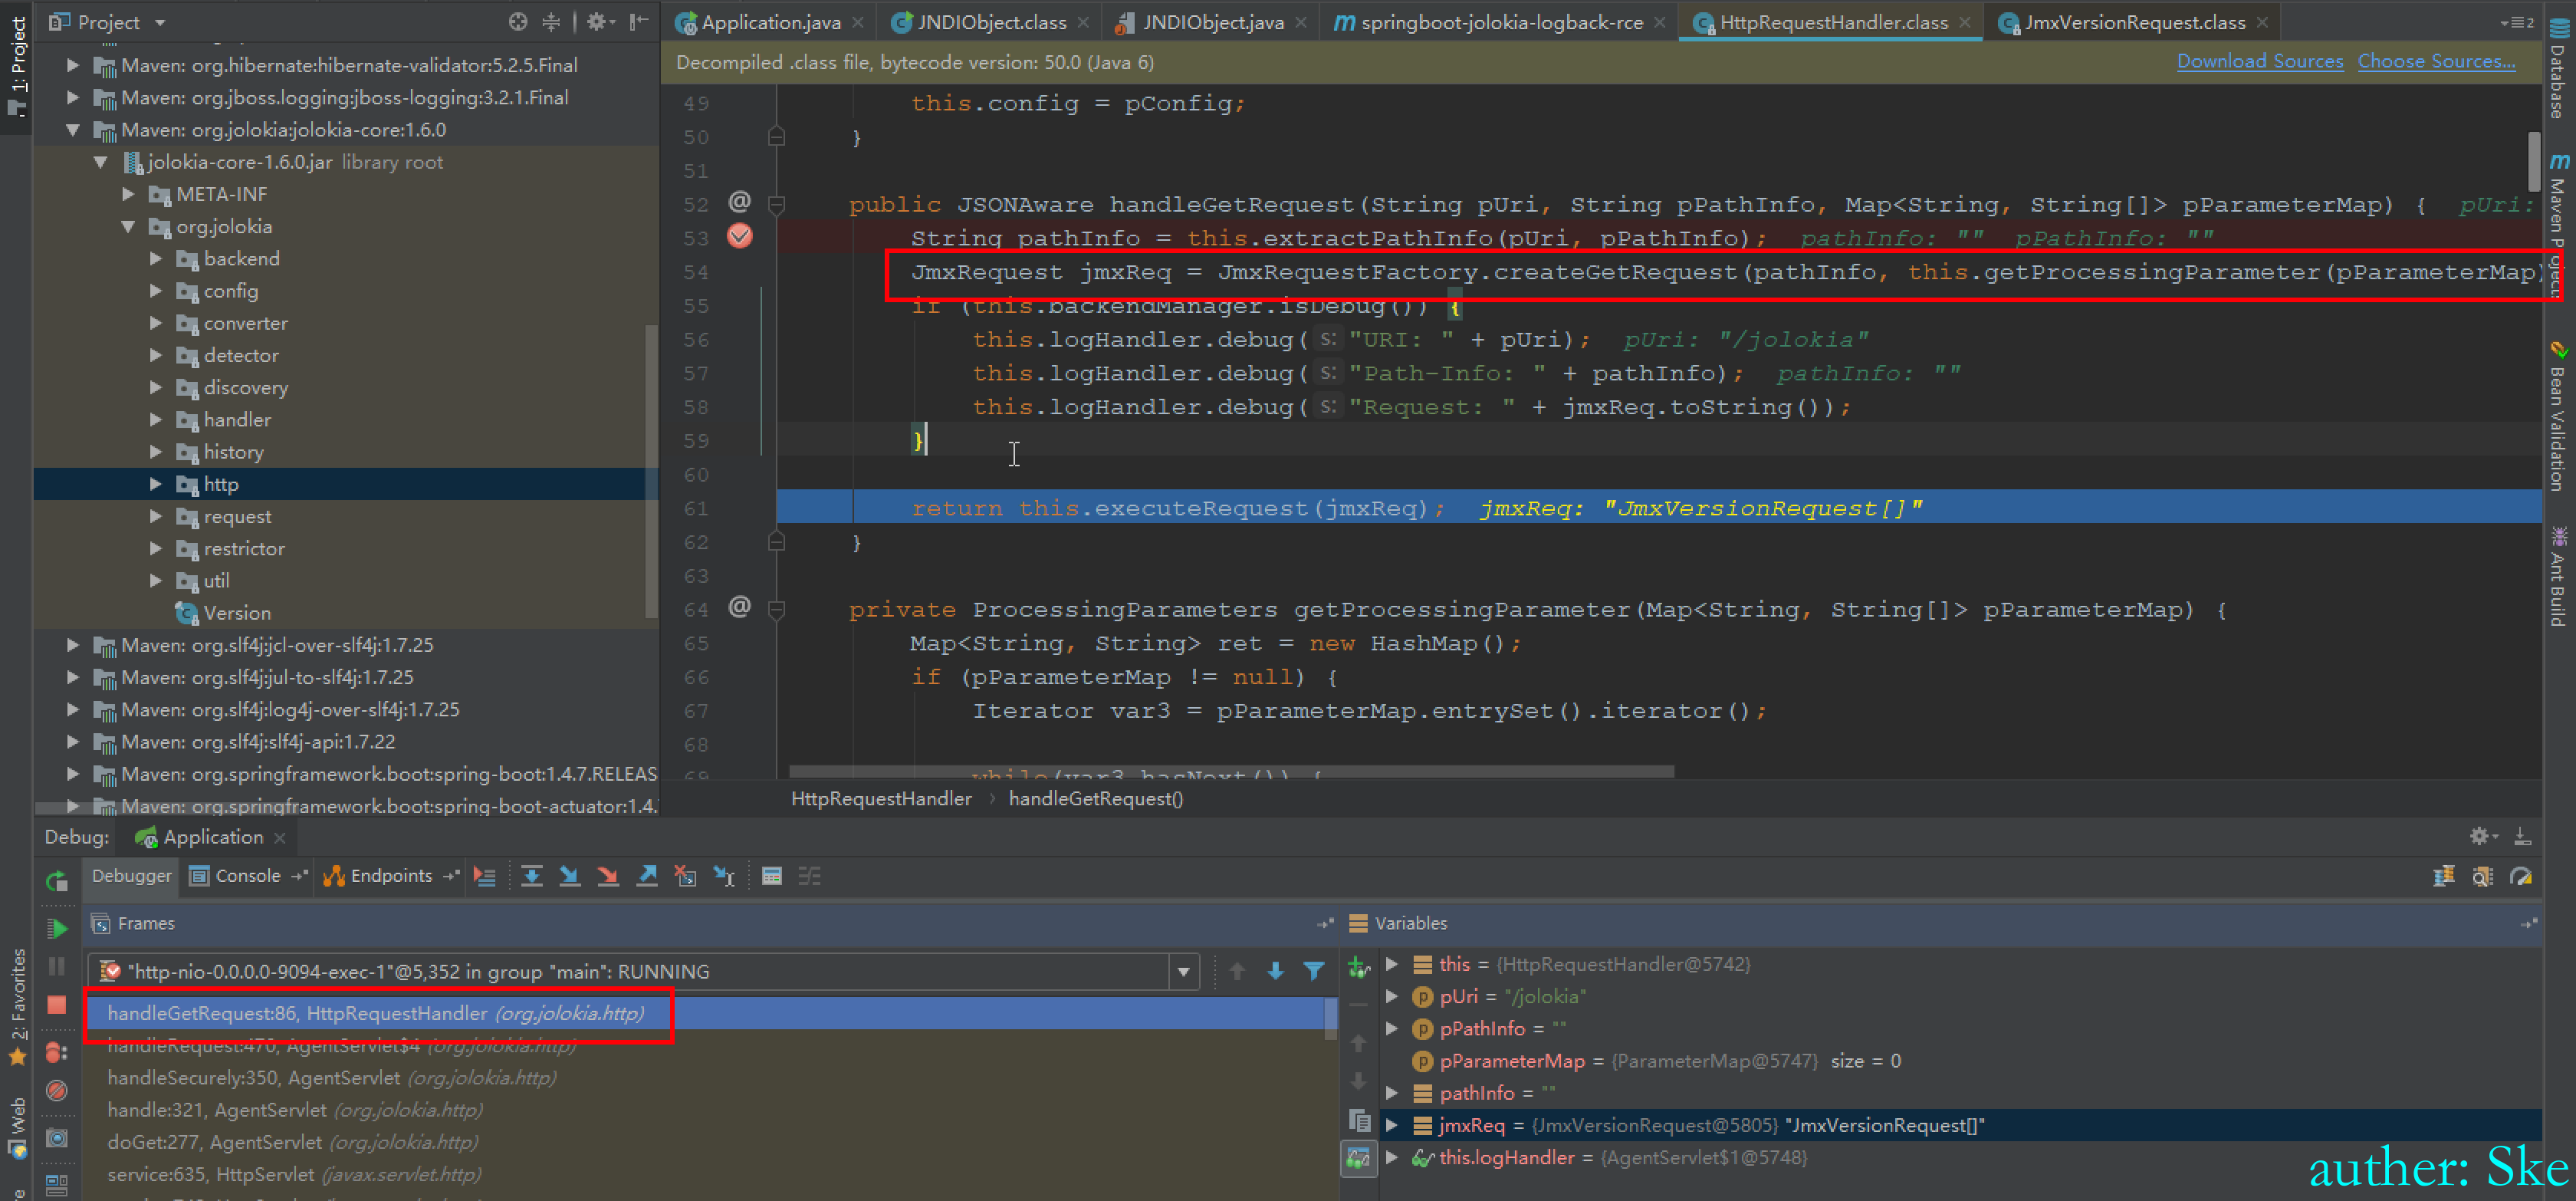 Project
Application.java
JNDIObject.class
JNDIObject.java
springboot-jolokia-logback-rce
HttpRequestHandler.class
JmxVersionRequest.class
2
1: Project
Decompiled .class file, bytecode version: 50.0 (Java 6)
Download Sources
Choose Sources...
Maven: org.hibernate:hibernate-validator:5.2.5.Final
Maven: org.jboss.logging:jboss-logging:3.2.1.Final
Maven: org.jolokia:jolokia-core:1.6.0
jolokia-core-1.6.0.jar library root
META-INF
org.jolokia
backend
config
converter
detector
discovery
handler
history
http
request
restrictor
util
Version
Maven: org.slf4j:jcl-over-slf4j:1.7.25
Maven: org.slf4j:jul-to-slf4j:1.7.25
Maven: org.slf4j:log4j-over-slf4j:1.7.25
Maven: org.slf4j:slf4j-api:1.7.22
Maven: org.springframework.boot:spring-boot:1.4.7.RELEAS
Maven: org.springframework.boot:spring-boot-actuator:1.4.
49 this.config = pConfig;
50 }
51
52 @ public JSONAware handleGetRequest(String pUri, String pPathInfo, Map<String, String[]> pParameterMap) { pUri:
53 String pathInfo = this.extractPathInfo(pUri, pPathInfo); pathInfo: "" pPathInfo: ""
54 JmxRequest jmxReq = JmxRequestFactory.createGetRequest(pathInfo, this.getProcessingParameter(pParameterMap)
55 if (this.backendManager.isDebug()) {
56 this.logHandler.debug( s: "URI: " + pUri); pUri: "/jolokia"
57 this.logHandler.debug( s: "Path-Info: " + pathInfo); pathInfo: ""
58 this.logHandler.debug( s: "Request: " + jmxReq.toString());
59 }
60
61 return this.executeRequest(jmxReq); jmxReq: "JmxVersionRequest[]"
62 }
63
64 @ private ProcessingParameters getProcessingParameter(Map<String, String[]> pParameterMap) {
65 Map<String, String> ret = new HashMap();
66 if (pParameterMap != null) {
67 Iterator var3 = pParameterMap.entrySet().iterator();
68
69 while(var3.hasNext()) {
HttpRequestHandler › handleGetRequest()
Database
Maven Projects
Bean Validation
Ant Build
Debug: Application
Debugger
Console
Endpoints
Frames
"http-nio-0.0.0.0-9094-exec-1"@5,352 in group "main": RUNNING
handleGetRequest:86, HttpRequestHandler (org.jolokia.http)
handleRequest:470, AgentServlet$4 (org.jolokia.http)
handleSecurely:350, AgentServlet (org.jolokia.http)
handle:321, AgentServlet (org.jolokia.http)
doGet:277, AgentServlet (org.jolokia.http)
service:635, HttpServlet (javax.servlet.http)
Variables
this = {HttpRequestHandler@5742}
pUri = "/jolokia"
pPathInfo = ""
pParameterMap = {ParameterMap@5747} size = 0
pathInfo = ""
jmxReq = {JmxVersionRequest@5805} "JmxVersionRequest[]"
this.logHandler = {AgentServlet$1@5748}
2: Favorites
Web
auther: Ske